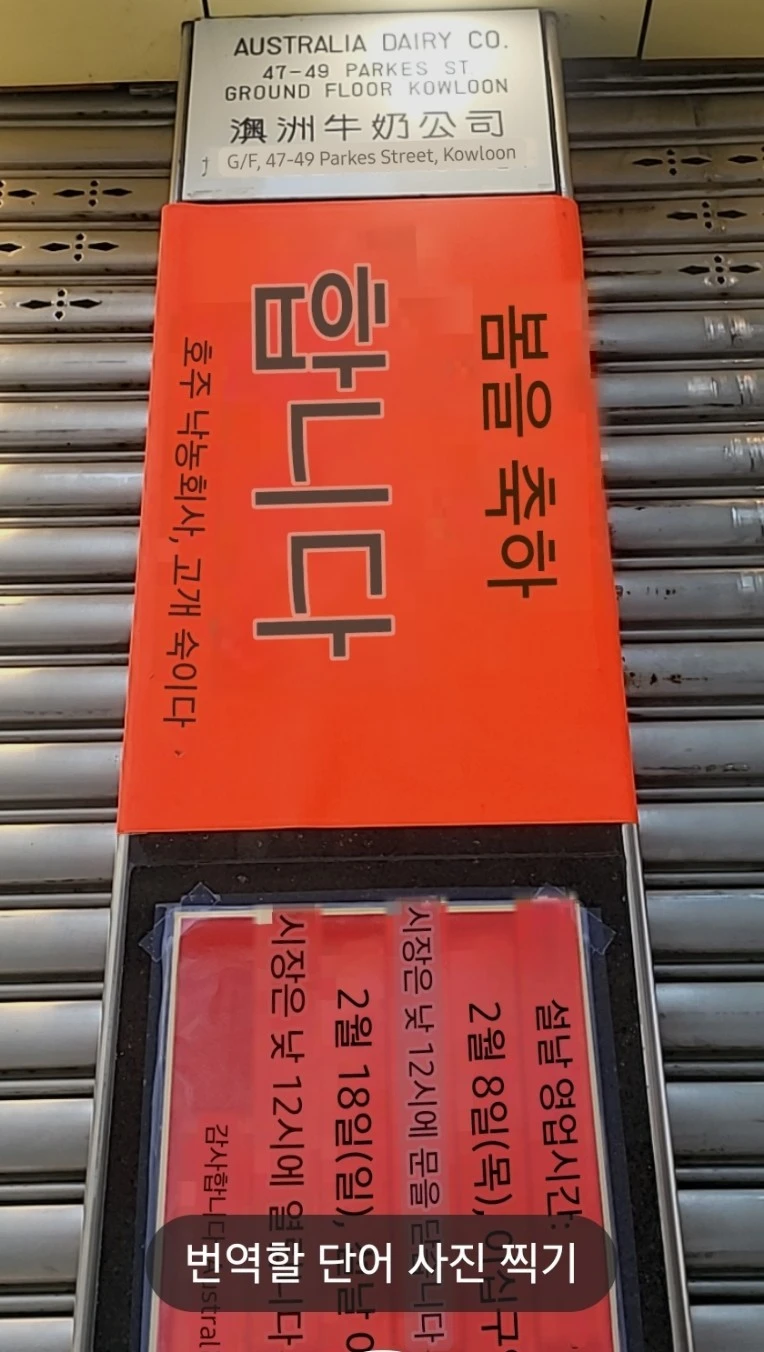 AUSTRALIA DAIRY CO.
47-49 PARKES ST
GROUND FLOOR KOWLOON
澳洲牛奶公司
G/F, 47-49 Parkes Street, Kowloon
봄을 축하
합니다
호주 낙농회사, 고개 숙이다
설날 영업시간:
2월 8일(목),
시장은 낮 12시에 문을
2월 18일(일),
시장은 낮 12시에
감사합니다
번역할 단어 사진 찍기